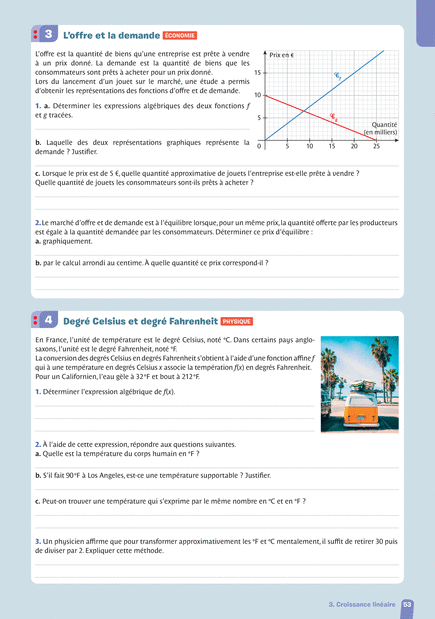 3 L'offre et la demande ÉCONOMIE
L'offre est la quantité de biens qu'une entreprise est prête à vendre
à un prix donné. La demande est la quantité de biens que les
consommateurs sont prêts à acheter pour un prix donné.
Lors du lancement d'un jouet sur le marché, une étude a permis
d'obtenir les représentations des fonctions d'offre et de demande.
1. a. Déterminer les expressions algébriques des deux fonctions f
et g tracées.
b. Laquelle des deux représentations graphiques représente la
demande ? Justifier.
Prix en €
15
10
5
0 5 10 15 20 25
Quantité
(en milliers)
𝒞f
𝒞g
c. Lorsque le prix est de 5 €, quelle quantité approximative de jouets l'entreprise est-elle prête à vendre ?
Quelle quantité de jouets les consommateurs sont-ils prêts à acheter ?
2. Le marché d'offre et de demande est à l'équilibre lorsque, pour un même prix, la quantité offerte par les producteurs
est égale à la quantité demandée par les consommateurs. Déterminer ce prix d'équilibre :
a. graphiquement.
b. par le calcul arrondi au centime. À quelle quantité ce prix correspond-il ?
4 Degré Celsius et degré Fahrenheit PHYSIQUE
En France, l'unité de température est le degré Celsius, noté °C. Dans certains pays anglo-
saxons, l'unité est le degré Fahrenheit, noté °F.
La conversion des degrés Celsius en degrés Fahrenheit s'obtient à l'aide d'une fonction affine f
qui à une température en degrés Celsius x associe la température f(x) en degrés Fahrenheit.
Pour un Californien, l'eau gèle à 32 °F et bout à 212 °F.
1. Déterminer l'expression algébrique de f(x).
2. À l'aide de cette expression, répondre aux questions suivantes.
a. Quelle est la température du corps humain en °F ?
b. S'il fait 90 °F à Los Angeles, est-ce une température supportable ? Justifier.
c. Peut-on trouver une température qui s'exprime par le même nombre en °C et en °F ?
3. Un physicien affirme que pour transformer approximativement les °F et °C mentalement, il suffit de retirer 30 puis
de diviser par 2. Expliquer cette méthode.
3. Croissance linéaire 53